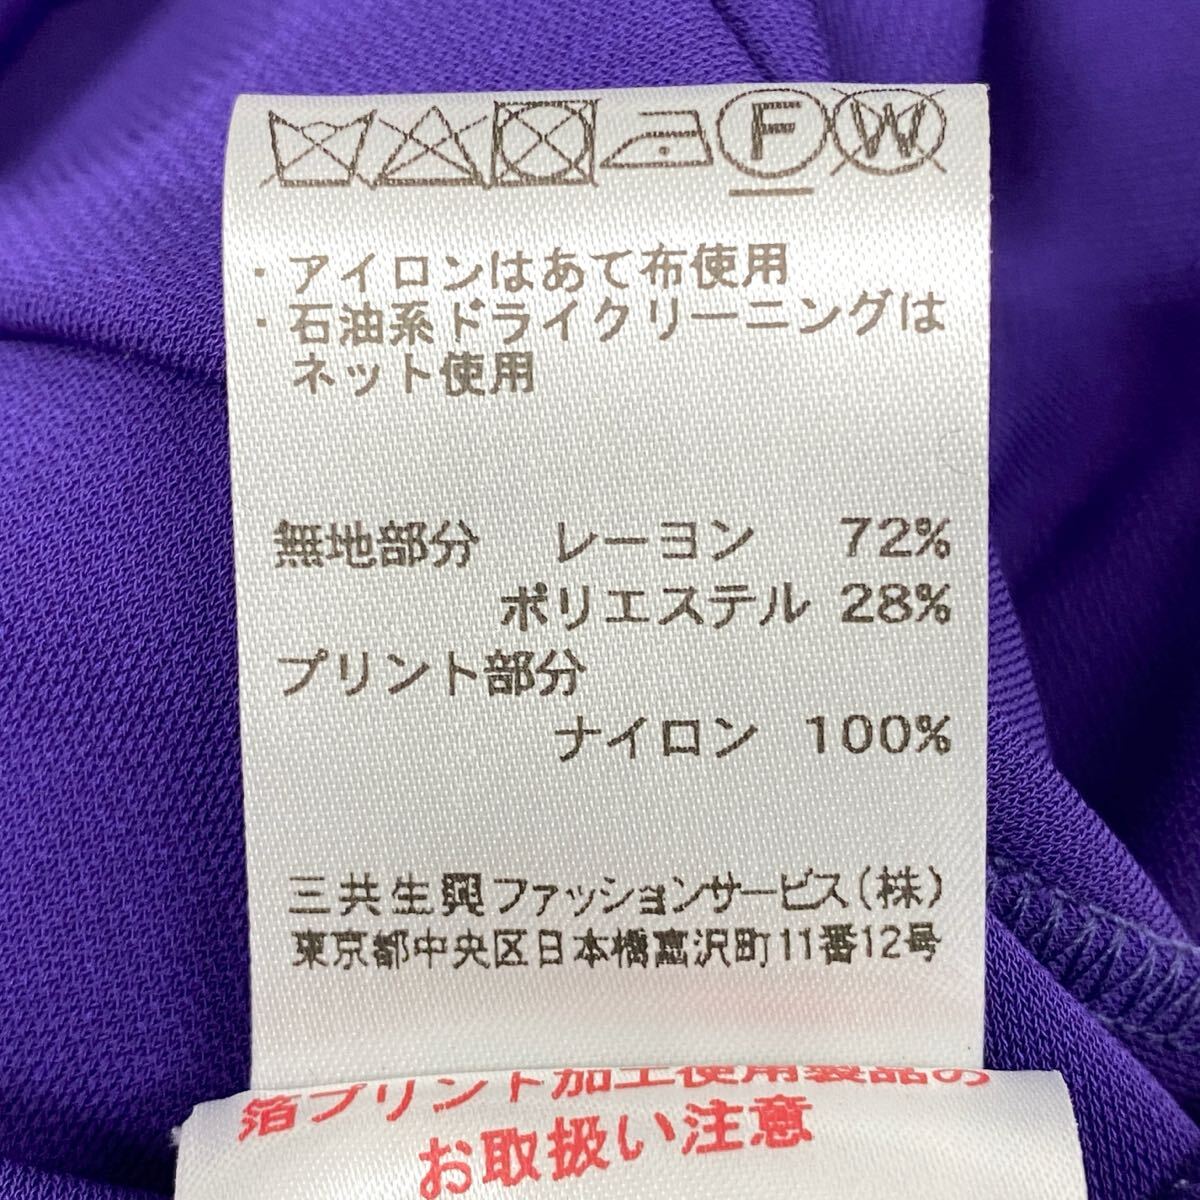 F W
・アイロンはあて布使用
・石油系ドライクリーニングは
ネット使用
無地部分 レーヨン 72%
ポリエステル 28%
プリント部分
ナイロン 100%
三共生興ファッションサービス(株)
東京都中央区日本橋富沢町11番12号
箔プリント加工使用製品の
お取扱い注意